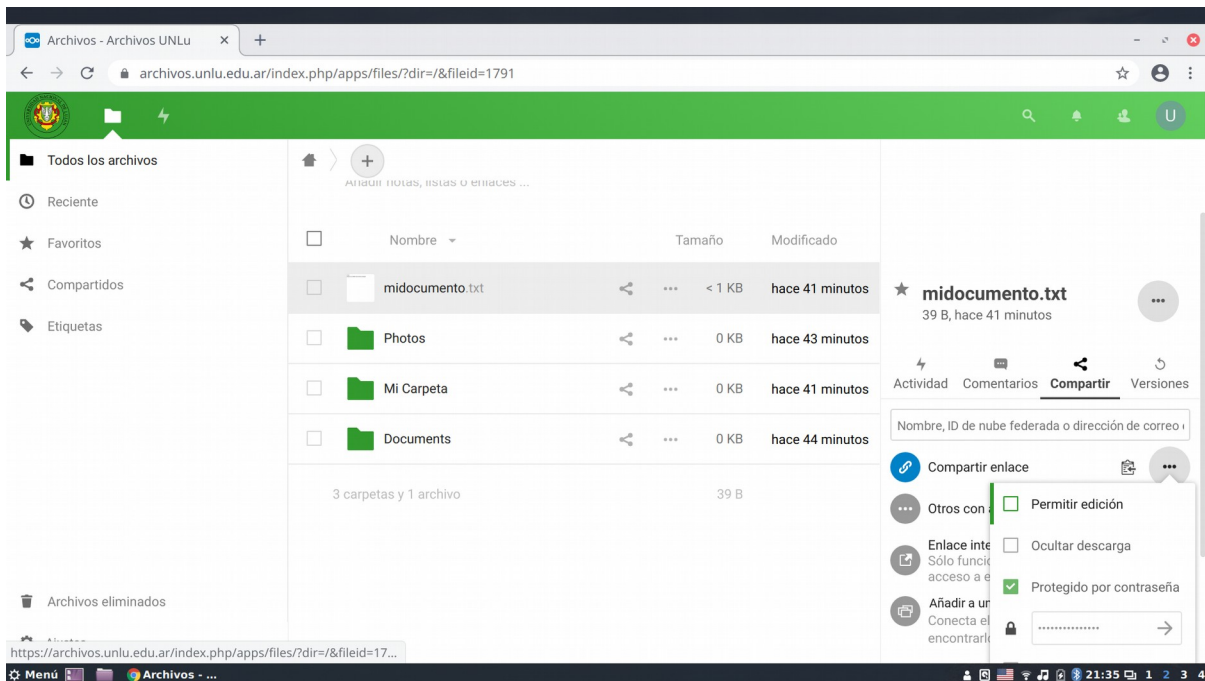 Archivos - Archivos UNLu
archivos.unlu.edu.ar/index.php/apps/files/?dir=/&fileid=1791
U
Todos los archivos
Reciente
Favoritos
Compartidos
Etiquetas
Archivos eliminados
Ajustes
https://archivos.unlu.edu.ar/index.php/apps/files/?dir=/&fileid=17...
Añadir notas, listas o enlaces ...
Nombre Tamaño Modificado
midocumento.txt < 1 KB hace 41 minutos
Photos 0 KB hace 43 minutos
Mi Carpeta 0 KB hace 41 minutos
Documents 0 KB hace 44 minutos
3 carpetas y 1 archivo 39 B
midocumento.txt
39 B, hace 41 minutos
Actividad Comentarios Compartir Versiones
Nombre, ID de nube federada o dirección de correo
Compartir enlace
Otros con
Enlace inte
Sólo funcio
acceso a e
Añadir a un
Conecta el
encontrarlo
Permitir edición
Ocultar descarga
Protegido por contraseña
Menú Archivos - ... 21:35 1 2 3 4